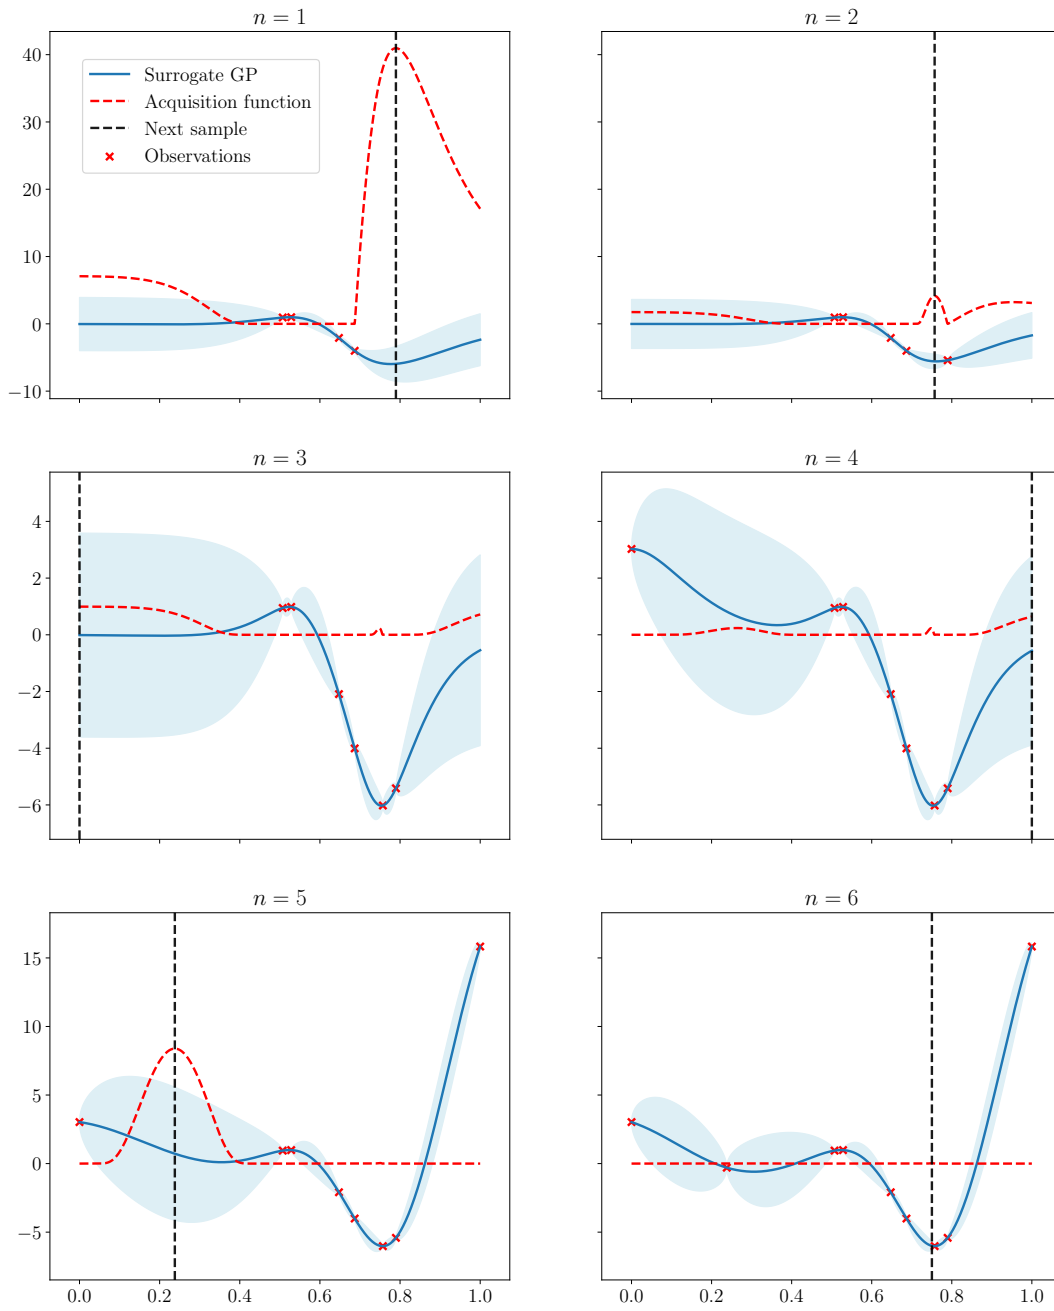 n = 1
n = 2
40
30
20
10
0
−10
Surrogate GP
Acquisition function
Next sample
Observations
n = 3
n = 4
4
2
0
−2
−4
−6
n = 5
n = 6
15
10
5
0
−5
0.0 0.2 0.4 0.6 0.8 1.0
0.0 0.2 0.4 0.6 0.8 1.0